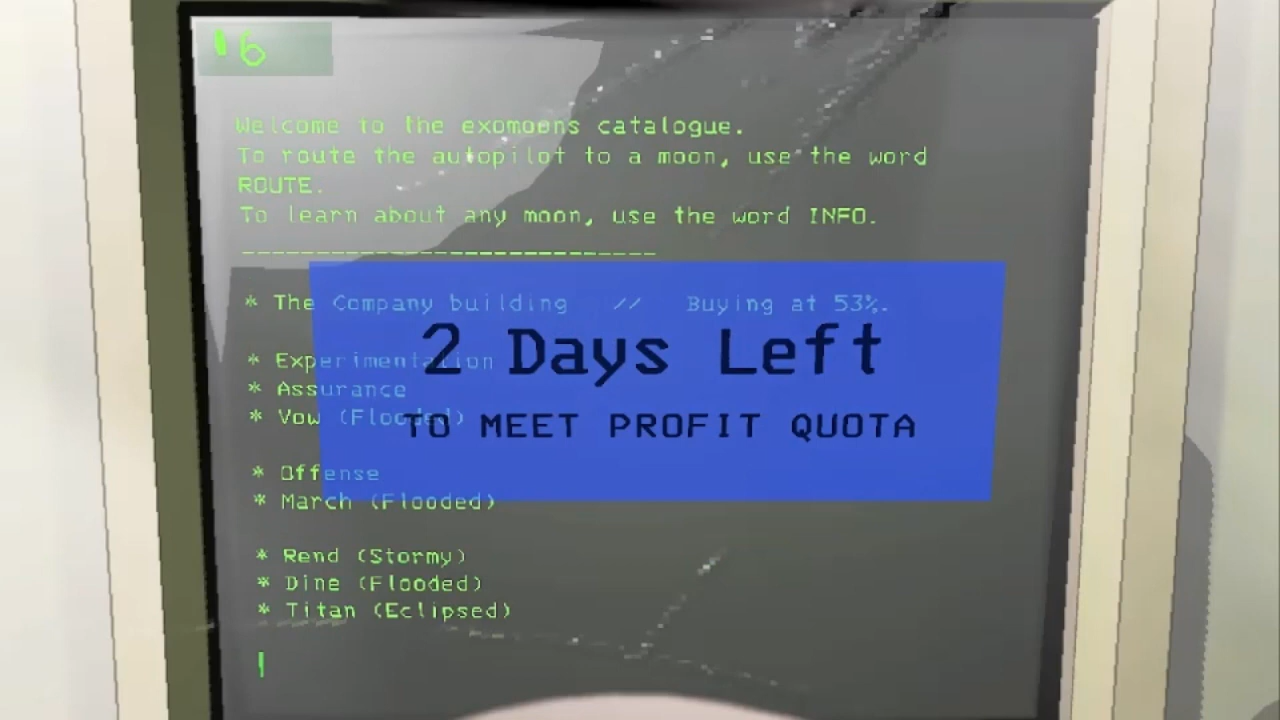 ▮6
Welcome to the exomoons catalogue.
To route the autopilot to a moon, use the word
ROUTE.
To learn about any moon, use the word INFO.
----------------------------
* The Company building // Buying at 53%.
2 Days Left
* Experimentation
* Assurance
* Vow (Flooded)
TO MEET PROFIT QUOTA
* Offense
* March (Flooded)
* Rend (Stormy)
* Dine (Flooded)
* Titan (Eclipsed)